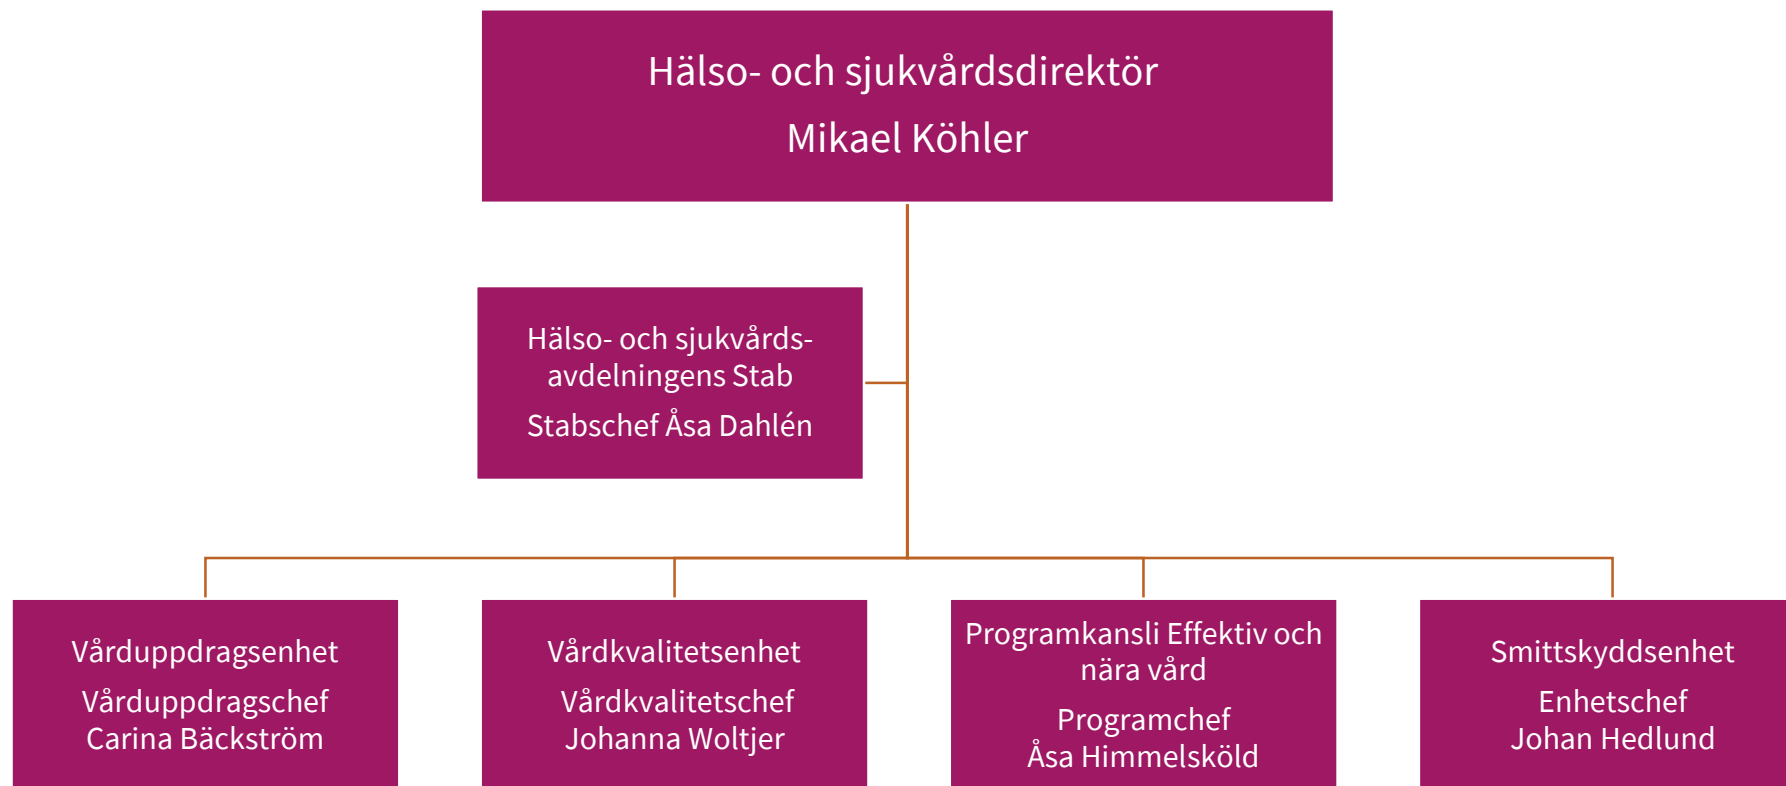 Hälso- och sjukvårdsdirektör
Mikael Köhler
Hälso- och sjukvårds-
avdelningens Stab
Stabschef Åsa Dahlén
Vårduppdragsenhet
Vårduppdragschef
Carina Bäckström
Vårdkvalitetsenhet
Vårdkvalitetschef
Johanna Woltjer
Programkansli Effektiv och
nära vård
Programchef
Åsa Himmelsköld
Smittskyddsenhet
Enhetschef
Johan Hedlund